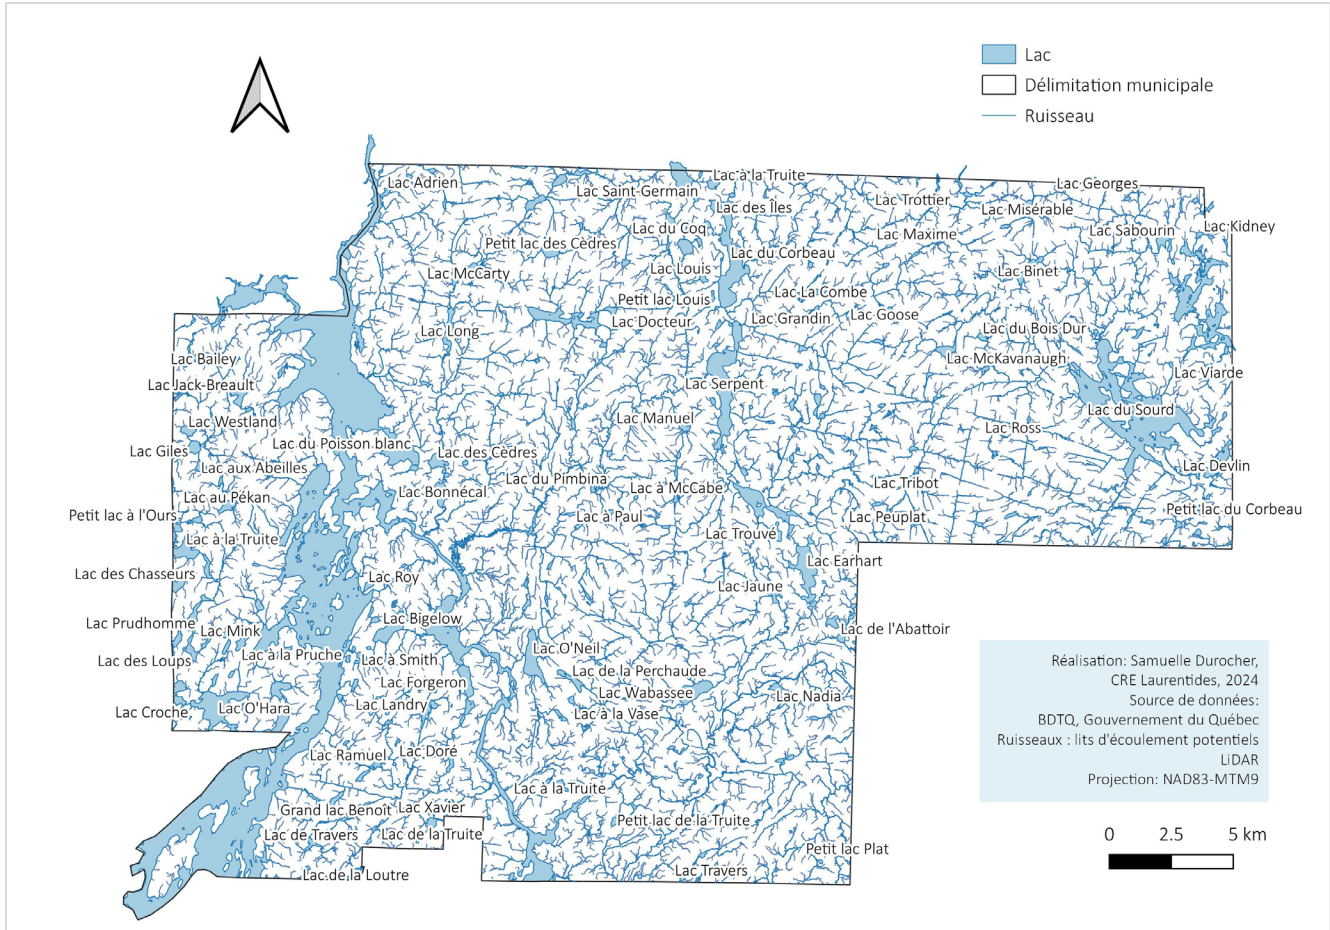 Lac
Délimitation municipale
Ruisseau
Lac Adrien
Lac Saint-Germain
Lac à la Truite
Lac Georges
Lac des Îles
Lac Trottier
Lac Misérable
Lac du Coq
Lac Maxime
Lac Sabourin
Lac Kidney
Petit lac des Cèdres
Lac du Corbeau
Lac McCarty
Lac Louis
Lac Binet
Petit lac Louis
Lac La Combe
Lac Docteur
Lac Grandin
Lac Goose
Lac Long
Lac du Bois Dur
Lac Bailey
Lac McKavanaugh
Lac Jack-Breault
Lac Serpent
Lac Viarde
Lac Westland
Lac Manuel
Lac du Sourd
Lac Ross
Lac du Poisson blanc
Lac Giles
Lac des Cèdres
Lac aux Abeilles
Lac Devlin
Lac du Pimbina
Lac au Pékan
Lac Bonnécal
Lac à McCabe
Lac Tribot
Petit lac à l'Ours
Lac à Paul
Lac Peuplat
Petit lac du Corbeau
Lac à la Truite
Lac Trouvé
Lac Earhart
Lac des Chasseurs
Lac Roy
Lac Jaune
Lac Prudhomme
Lac Mink
Lac Bigelow
Lac de l'Abattoir
Lac des Loups
Lac à la Pruche
Lac à Smith
Lac O'Neil
Lac de la Perchaude
Lac Forgeron
Lac Wabassee
Lac Nadia
Lac Croche
Lac O'Hara
Lac Landry
Lac à la Vase
Lac Ramuel
Lac Doré
Lac à la Truite
Grand lac Benoît
Lac Xavier
Petit lac de la Truite
Lac de Travers
Lac de la Truite
Petit lac Plat
Lac de la Loutre
Lac Travers
Réalisation: Samuelle Durocher,
CRE Laurentides, 2024
Source de données:
BDTQ, Gouvernement du Québec
Ruisseaux : lits d'écoulement potentiels
LiDAR
Projection: NAD83-MTM9
0 2.5 5 km